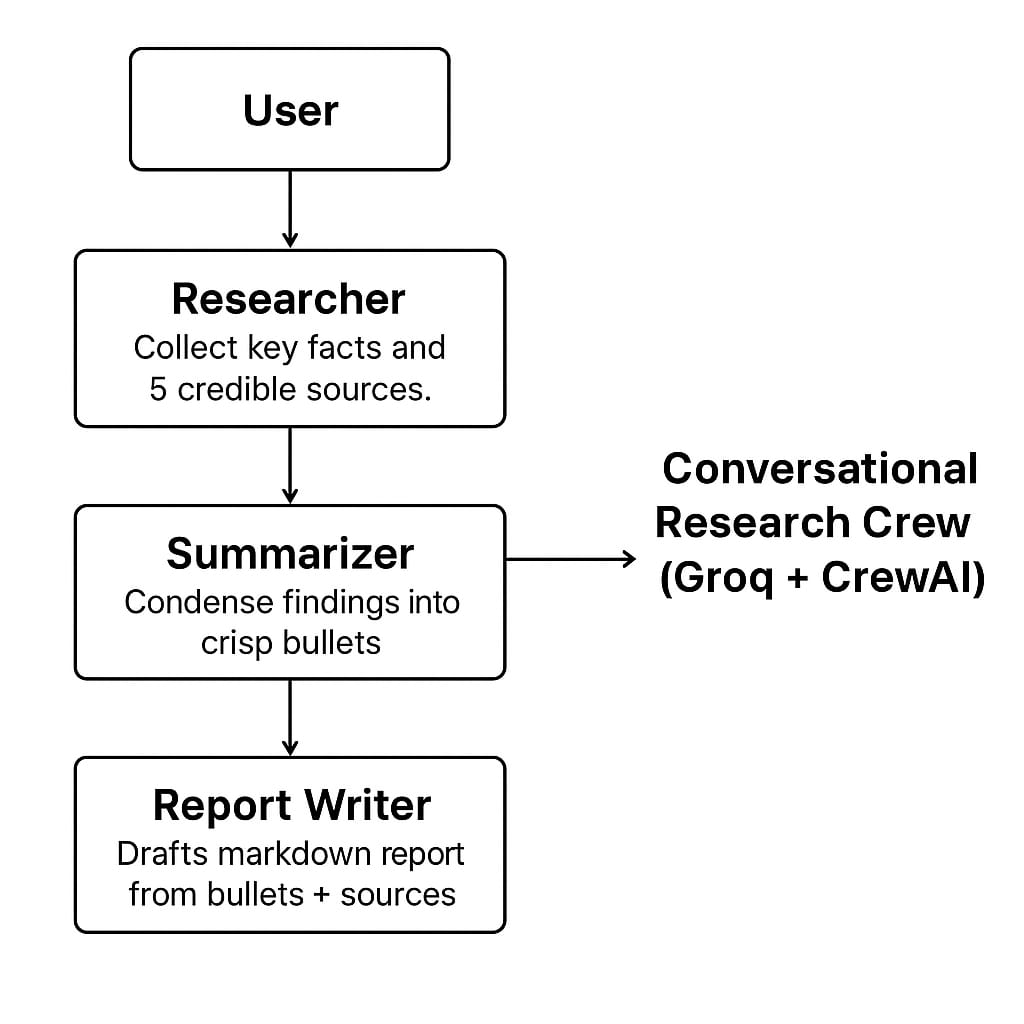 User
Researcher
Collect key facts and
5 credible sources.
Summarizer
Condense findings into
crisp bullets
Conversational
Research Crew
(Groq + CrewAI)
Report Writer
Drafts markdown report
from bullets + sources